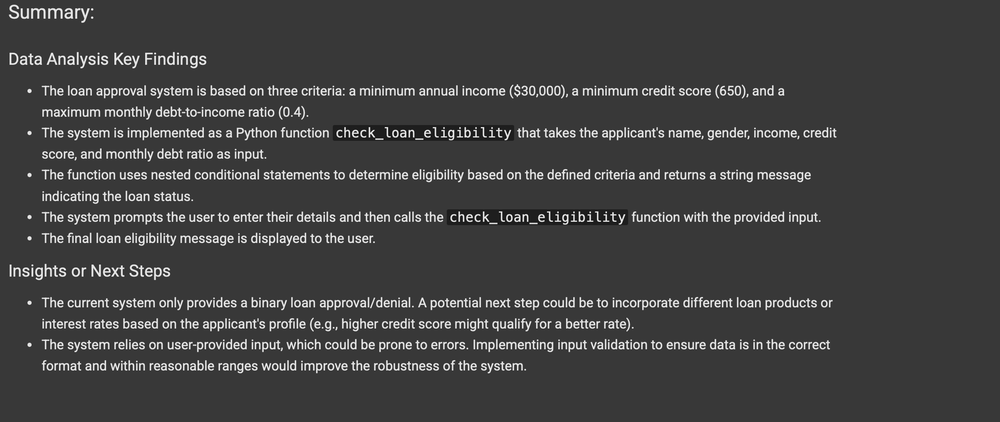 Summary:
Data Analysis Key Findings
• The loan approval system is based on three criteria: a minimum annual income ($30,000), a minimum credit score (650), and a
maximum monthly debt-to-income ratio (0.4).
• The system is implemented as a Python function check_loan_eligibility that takes the applicant's name, gender, income, credit
score, and monthly debt ratio as input.
• The function uses nested conditional statements to determine eligibility based on the defined criteria and returns a string message
indicating the loan status.
• The system prompts the user to enter their details and then calls the check_loan_eligibility function with the provided input.
• The final loan eligibility message is displayed to the user.
Insights or Next Steps
• The current system only provides a binary loan approval/denial. A potential next step could be to incorporate different loan products or
interest rates based on the applicant's profile (e.g., higher credit score might qualify for a better rate).
• The system relies on user-provided input, which could be prone to errors. Implementing input validation to ensure data is in the correct
format and within reasonable ranges would improve the robustness of the system.